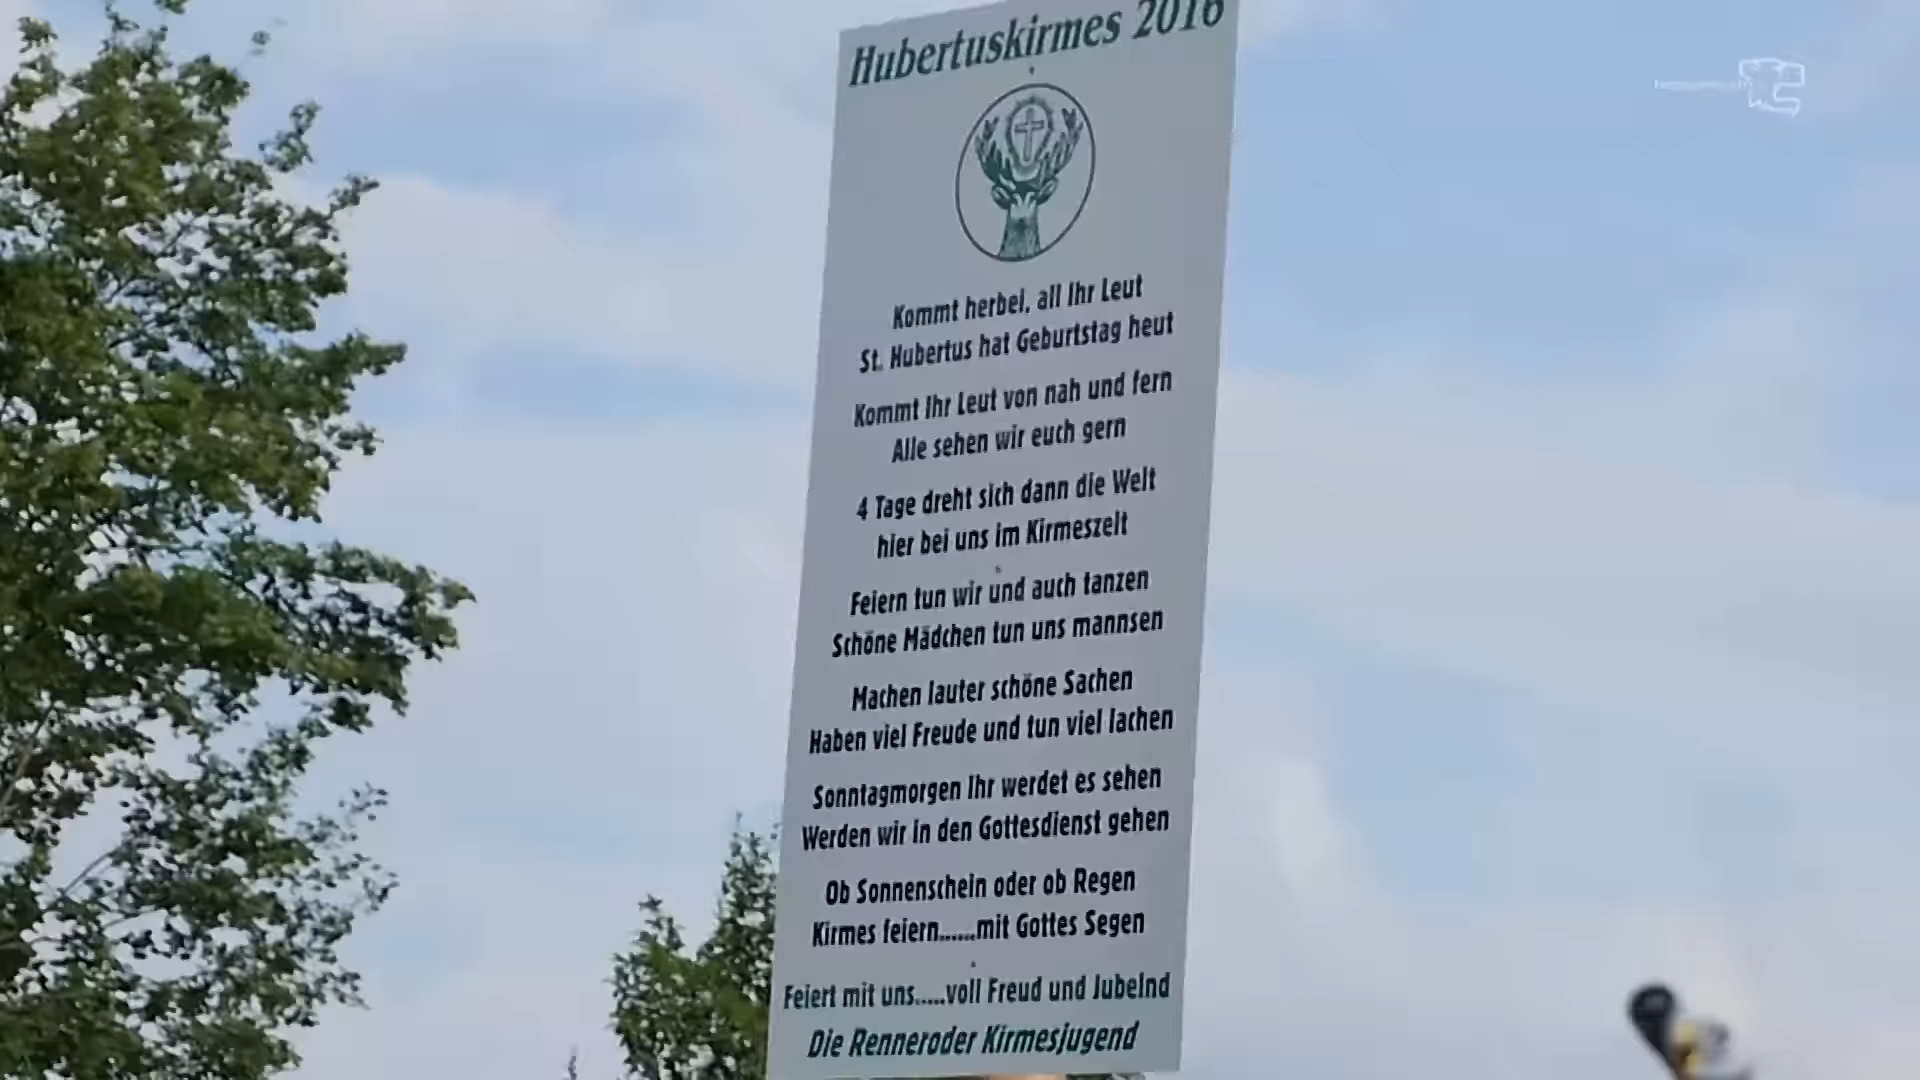 Hubertuskirmes 2016
Kommt herbei, all Ihr Leut
St. Hubertus hat Geburtstag heut
Kommt Ihr Leut von nah und fern
Alle sehen wir euch gern
4 Tage dreht sich dann die Welt
hier bei uns im Kirmeszelt
Feiern tun wir und auch tanzen
Schöne Mädchen tun uns mannsen
Machen lauter schöne Sachen
Haben viel Freude und tun viel lachen
Sonntagmorgen Ihr werdet es sehen
Werden wir in den Gottesdienst gehen
Ob Sonnenschein oder ob Regen
Kirmes feiern......mit Gottes Segen
Feiert mit uns.....voll Freud und Jubelnd
Die Renneroder Kirmesjugend